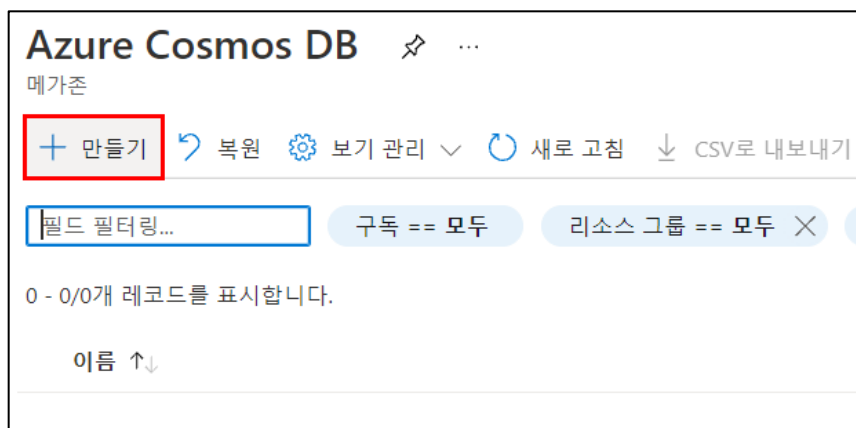 Azure Cosmos DB ...
메가존
+ 만들기 복원 보기 관리 새로 고침 CSV로 내보내기
필드 필터링... 구독 == 모두 리소스 그룹 == 모두
0 - 0/0개 레코드를 표시합니다.
이름 ↑↓